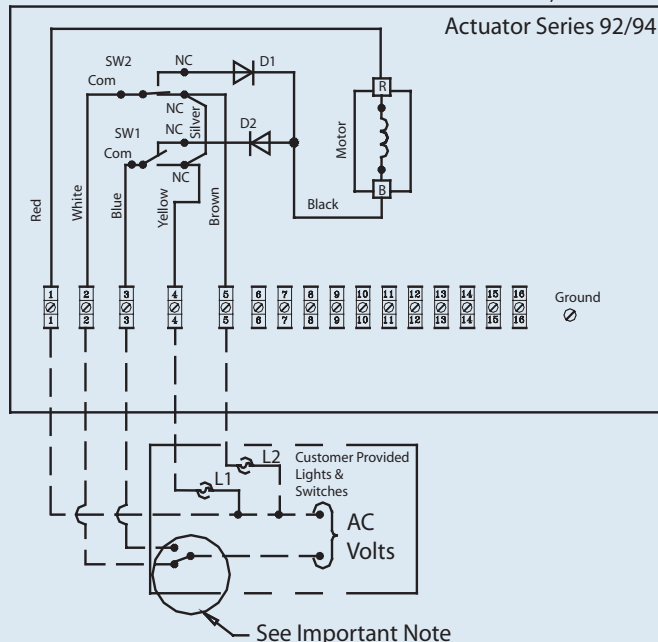 Actuator Series 92/94
SW2
NC
D1
Com
R
NC
Silver
NC
D2
SW1
Com
Motor
NC
B
Red
White
Blue
Yellow
Brown
Black
1 2 3 4 5 6 7 8 9 10 11 12 13 14 15 16
1 2 3 4 5 6 7 8 9 10 11 12 13 14 15 16
Ground
L2
Customer Provided
Lights &
Switches
L1
AC
Volts
See Important Note